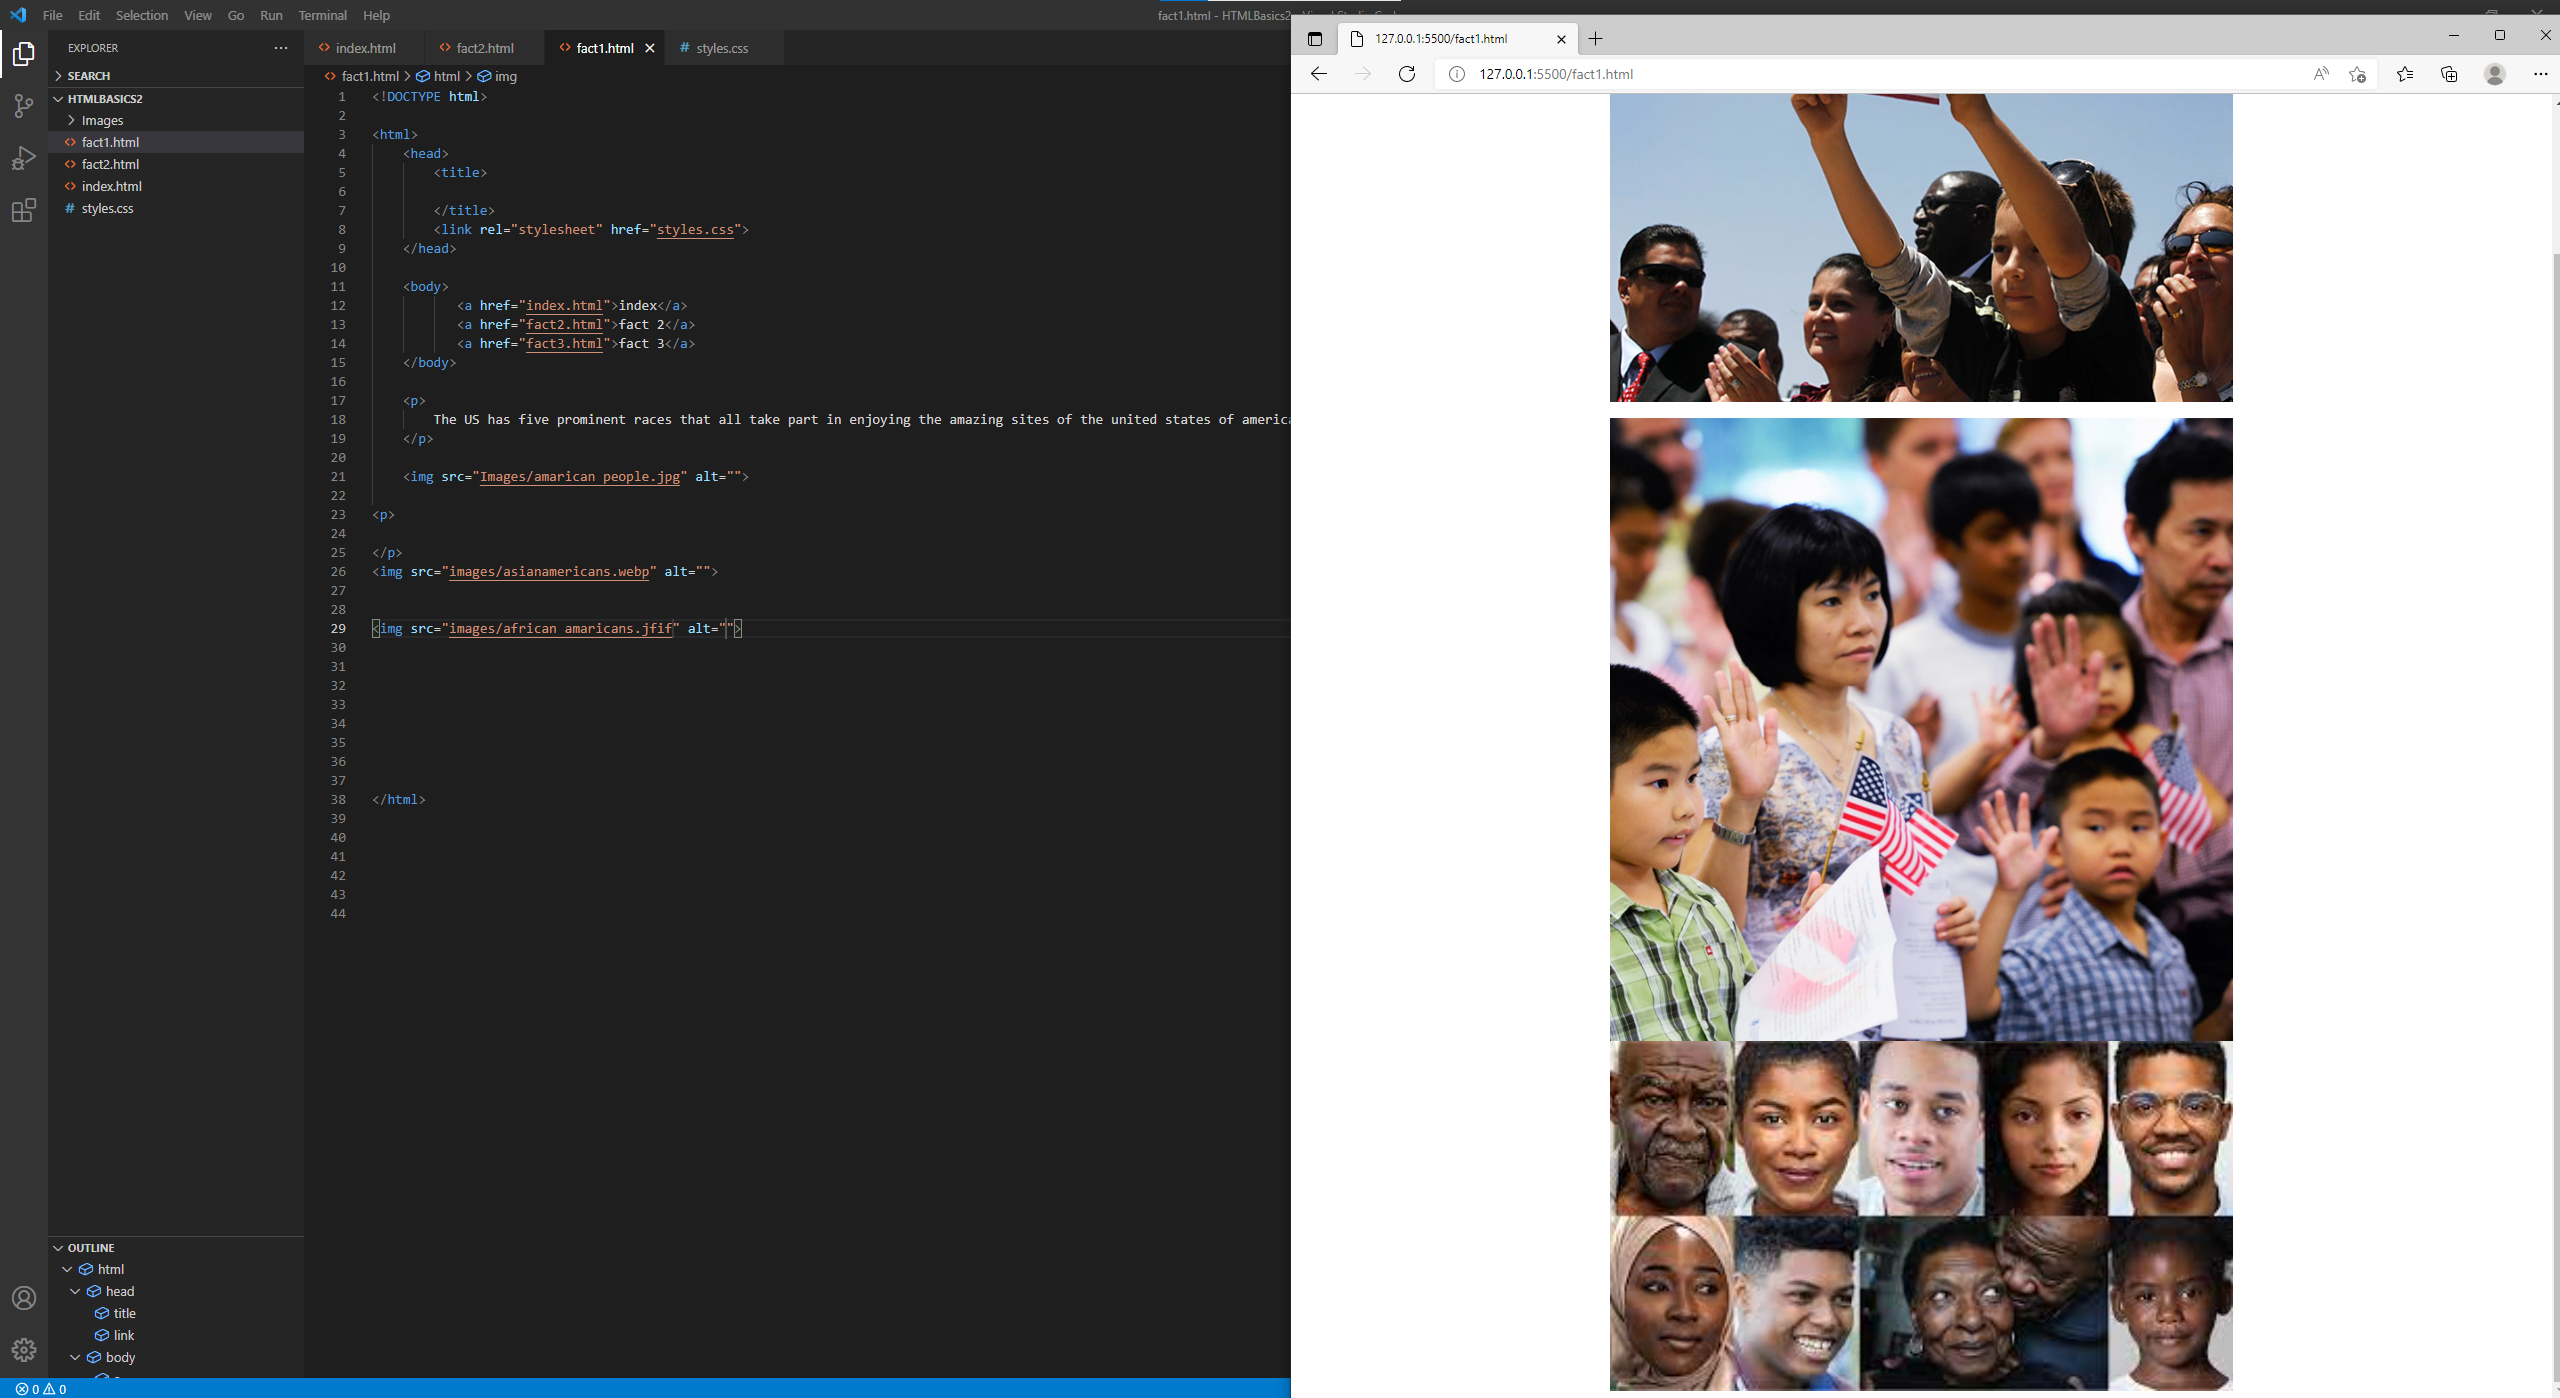 File Edit Selection View Go Run Terminal Help
fact1.html - HTMLBasics2
EXPLORER
SEARCH
HTMLBASICS2
Images
fact1.html
fact2.html
index.html
styles.css
OUTLINE
html
head
title
link
body
0 0
index.html fact2.html fact1.html styles.css
fact1.html > html > img
1 <!DOCTYPE html>
2
3 <html>
4 <head>
5 <title>
6
7 </title>
8 <link rel="stylesheet" href="styles.css">
9 </head>
10
11 <body>
12 <a href="index.html">index</a>
13 <a href="fact2.html">fact 2</a>
14 <a href="fact3.html">fact 3</a>
15 </body>
16
17 <p>
18 The US has five prominent races that all take part in enjoying the amazing sites of the united states of america
19 </p>
20
21 <img src="Images/amarican people.jpg" alt="">
22
23 <p>
24
25 </p>
26 <img src="images/asianamericans.webp" alt="">
27
28
29 <img src="images/african amaricans.jfif" alt="">
30
31
32
33
34
35
36
37
38 </html>
39
40
41
42
43
44
127.0.0.1:5500/fact1.html
127.0.0.1:5500/fact1.html